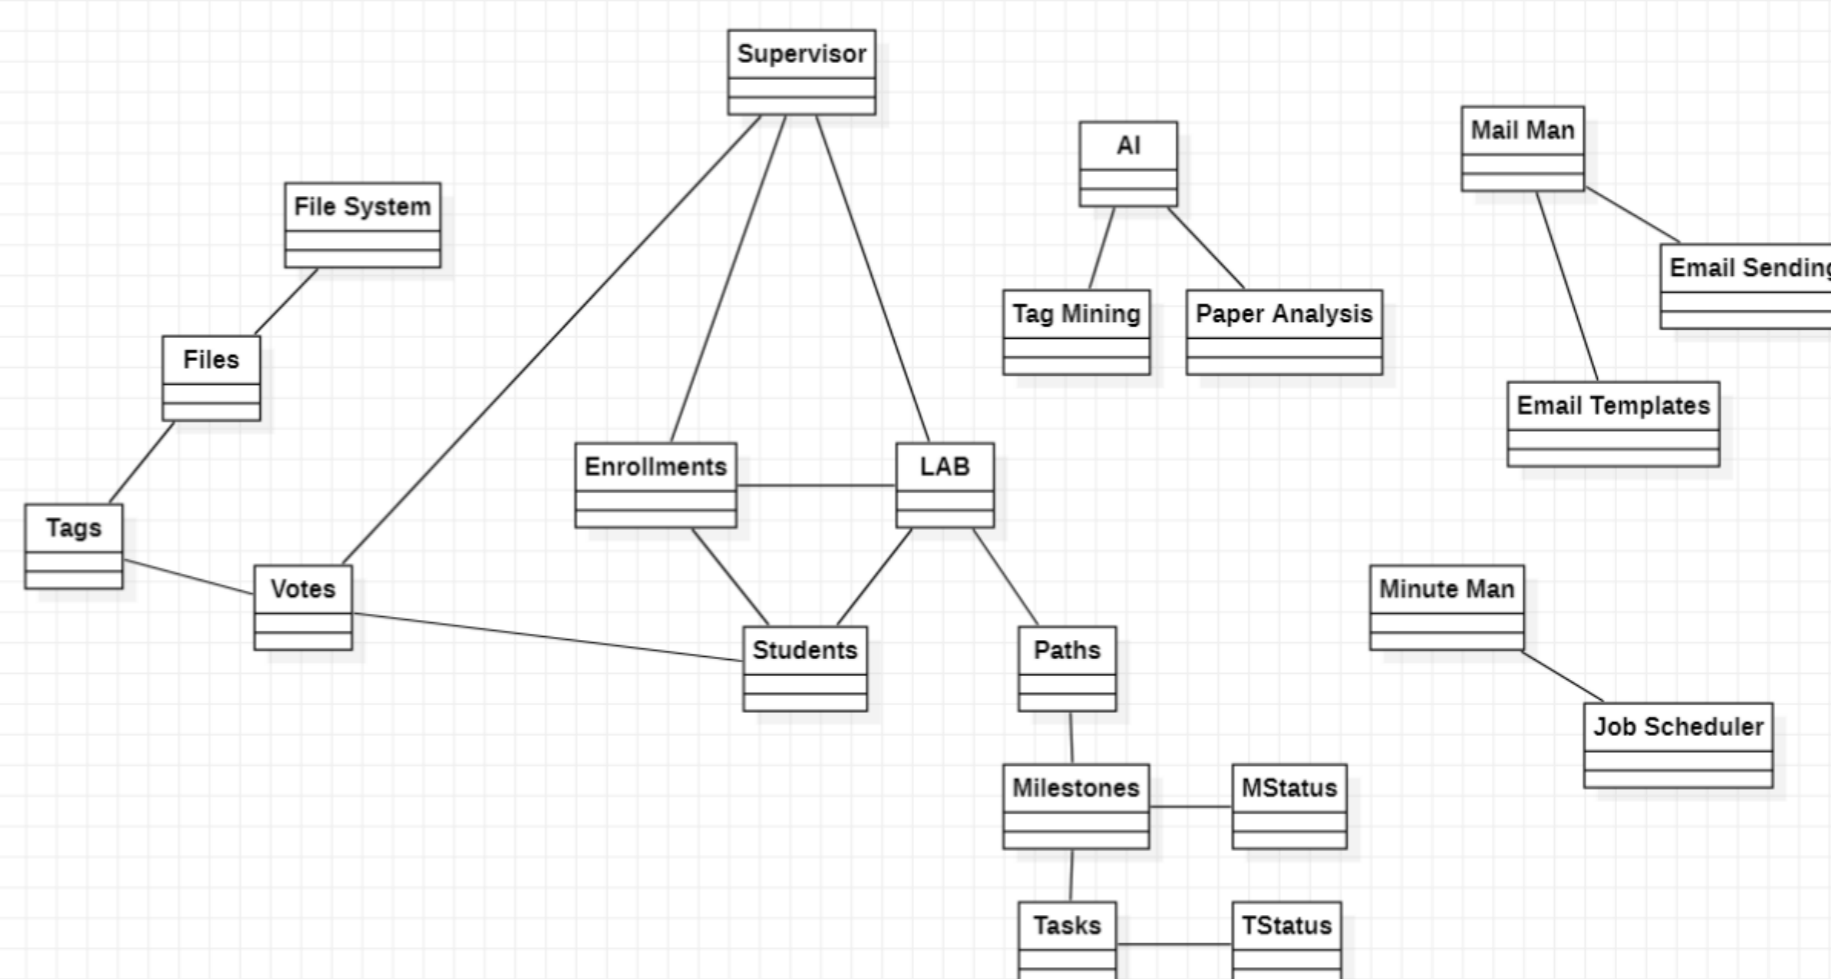 Supervisor
Mail Man
AI
File System
Email Sending
Tag Mining
Paper Analysis
Files
Email Templates
Enrollments
LAB
Tags
Votes
Minute Man
Students
Paths
Job Scheduler
Milestones
MStatus
Tasks
TStatus